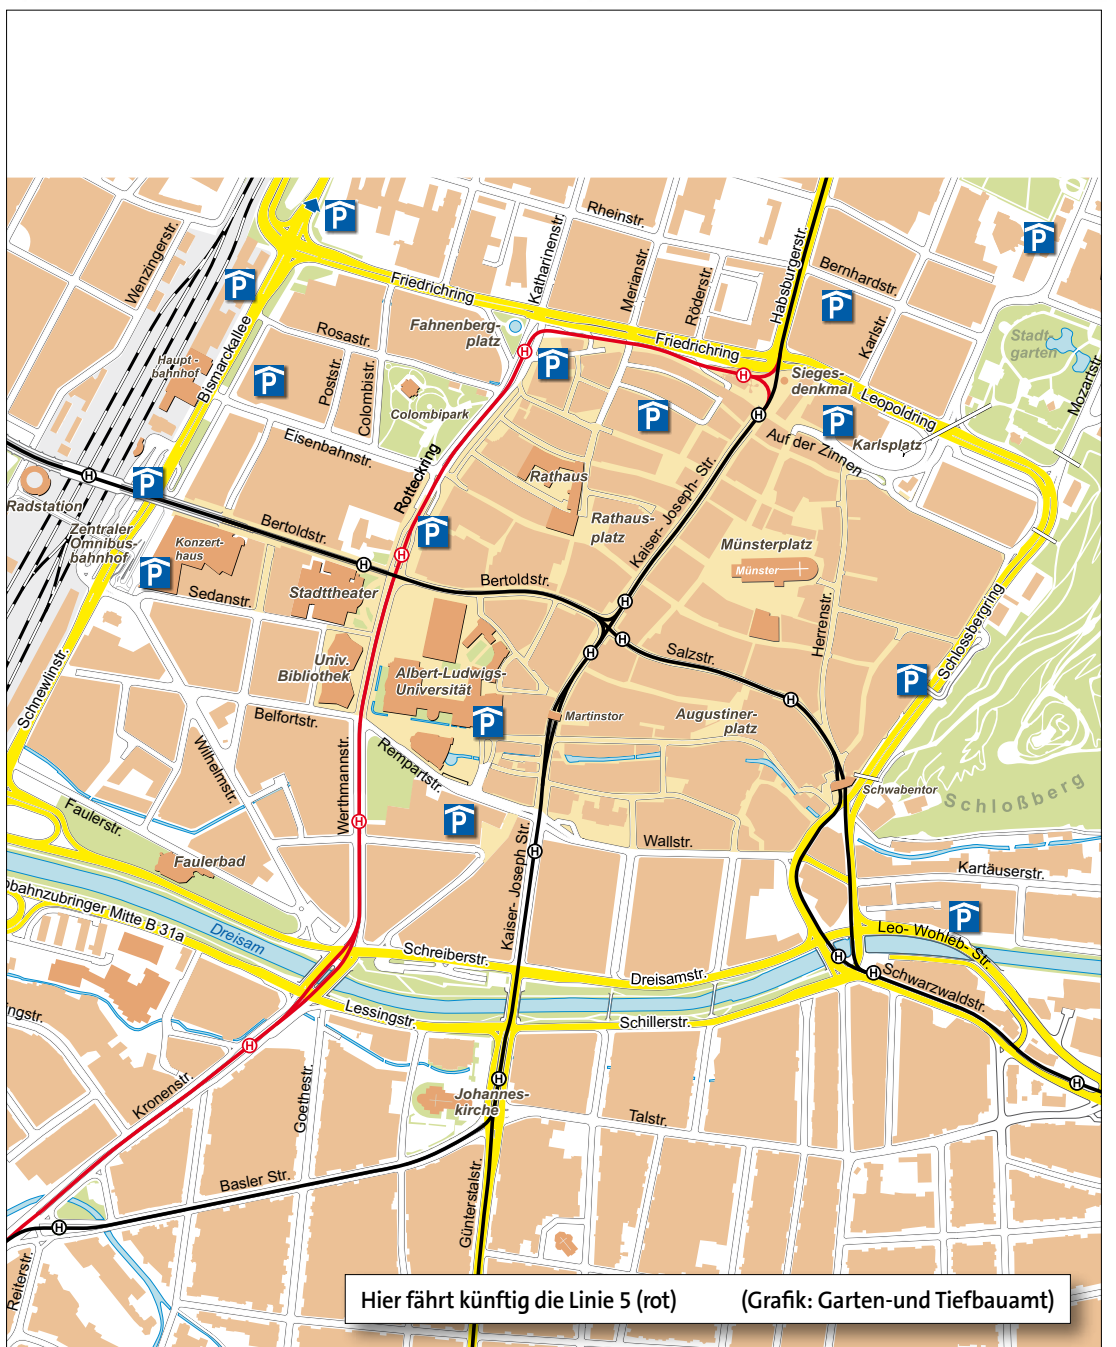 Rheinstr.
Katharinenstr.
Wenzingerstr.
Merianstr.
Röderstr.
Habsburgerstr.
Bernhardstr.
Friedrichring
Karlstr.
Stadt-
garten
Mozartstr
Bismarckallee
Rosastr.
Fahnenberg-
platz
Friedrichring
Haupt -
bahnhof
Poststr.
Colombistr.
Sieges-
denkmal
Leopoldring
Colombipark
Karlsplatz
Eisenbahnstr.
Auf der Zinnen
Rotteckring
Rathaus
Kaiser- Joseph- Str.
Radstation
Zentraler
Omnibus-
bahnhof
Konzert-
haus
Bertoldstr.
Rathaus-
platz
Münsterplatz
Münster
Bertoldstr.
Sedanstr.
Stadttheater
Herrenstr.
Schlossbergring
Schnewlinstr.
Univ.
Bibliothek
Albert-Ludwigs-
Universität
Salzstr.
Belfortstr.
Martinstor
Augustiner-
platz
Wilhelmstr.
Werthmannstr.
Rempartstr.
Schwabentor
Schloßberg
Faulerstr.
Faulerbad
Wallstr.
Kaiser- Joseph Str.
Kartäuserstr.
obahnzubringer Mitte B 31a
Dreisam
Schreiberstr.
Leo- Wohleb- Str.
Dreisamstr.
Schwarzwaldstr.
Lessingstr.
Schillerstr.
ngstr.
Kronenstr.
Goethestr.
Johannes-
kirche
Talstr.
Basler Str.
Günterstalstr.
Reiterstr.
Hier fährt künftig die Linie 5 (rot) (Grafik: Garten-und Tiefbauamt)